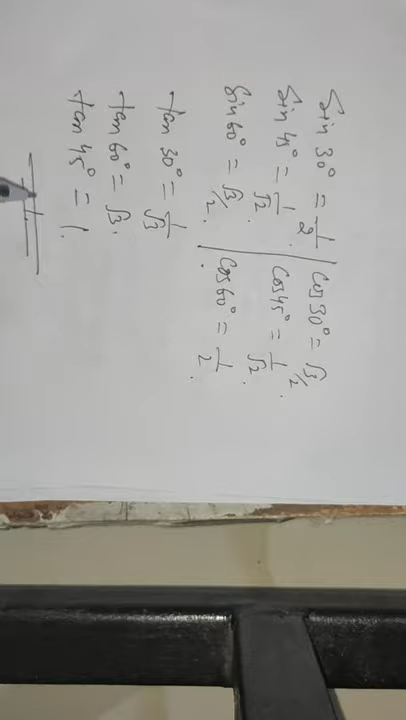 Sin 30° = 1/2. | Cos 30° = √3/2.
Sin 45° = 1/√2. | Cos 45° = 1/√2.
Sin 60° = √3/2. | Cos 60° = 1/2.
tan 30° = 1/√3
tan 60° = √3.
tan 45° = 1.